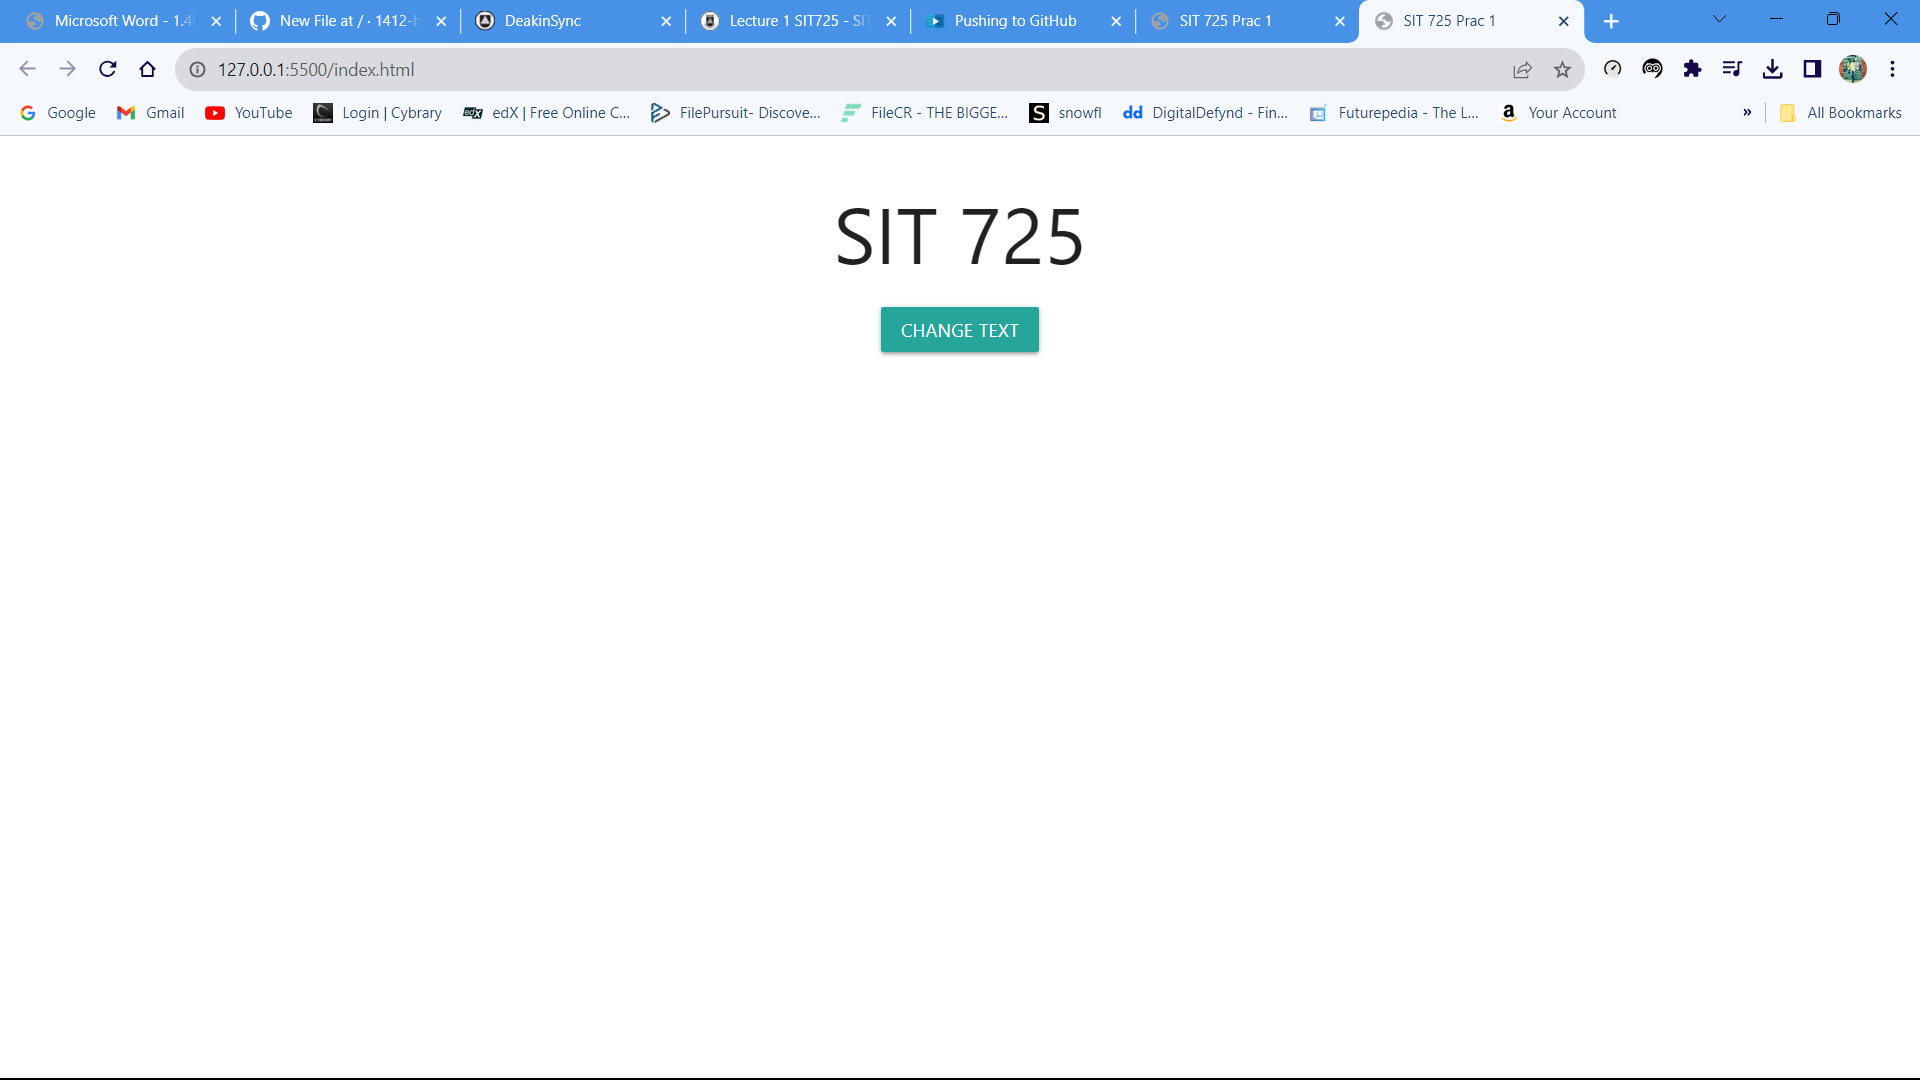 Microsoft Word - 1.4
New File at / · 1412-h
DeakinSync
Lecture 1 SIT725 - SIT
Pushing to GitHub
SIT 725 Prac 1
SIT 725 Prac 1
127.0.0.1:5500/index.html
Google
Gmail
YouTube
Login | Cybrary
edX | Free Online C...
FilePursuit- Discove...
FileCR - THE BIGGE...
snowfl
DigitalDefynd - Fin...
Futurepedia - The L...
Your Account
»
All Bookmarks
SIT 725
CHANGE TEXT